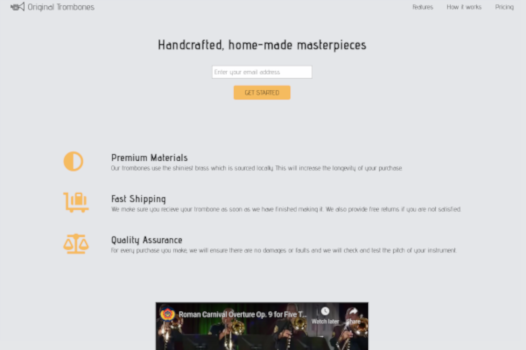 Original Trombones
Features How it works Pricing
Handcrafted, home-made masterpieces
Enter your email address
GET STARTED
Premium Materials
Our trombones use the shiniest brass which is sourced locally. This will increase the longevity of your purchase.
Fast Shipping
We make sure you recieve your trombone as soon as we have finished making it. We also provide free returns if you are not satisfied.
Quality Assurance
For every purchase you make, we will ensure there are no damages or faults and we will check and test the pitch of your instrument.
Roman Carnival Overture Op. 9 for Five T...
Watch later Share